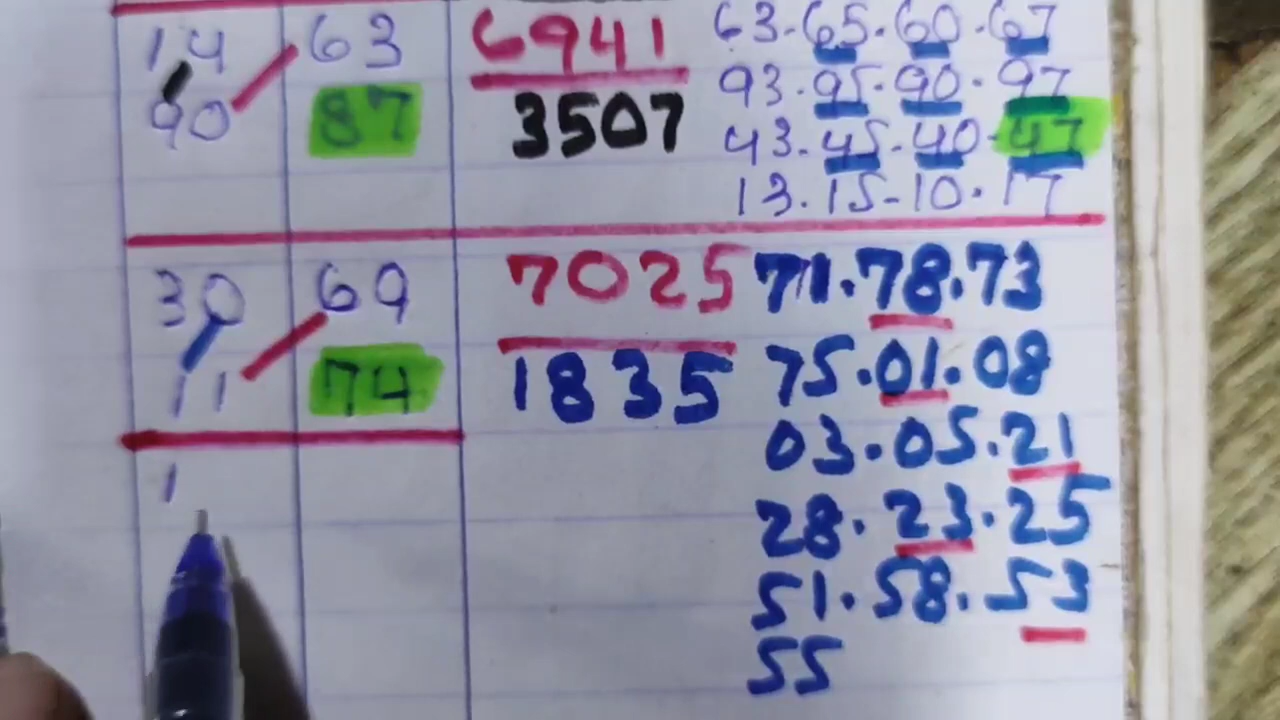 14 63 6941 63.65.60.67
93.95.90.97
90 87 3507 43.45.40.47
13.15-10.17
30 69 7025 71.78.73
11 74 1835 75.01.08
03.05.21
1
28.23.25
51.58.53
55